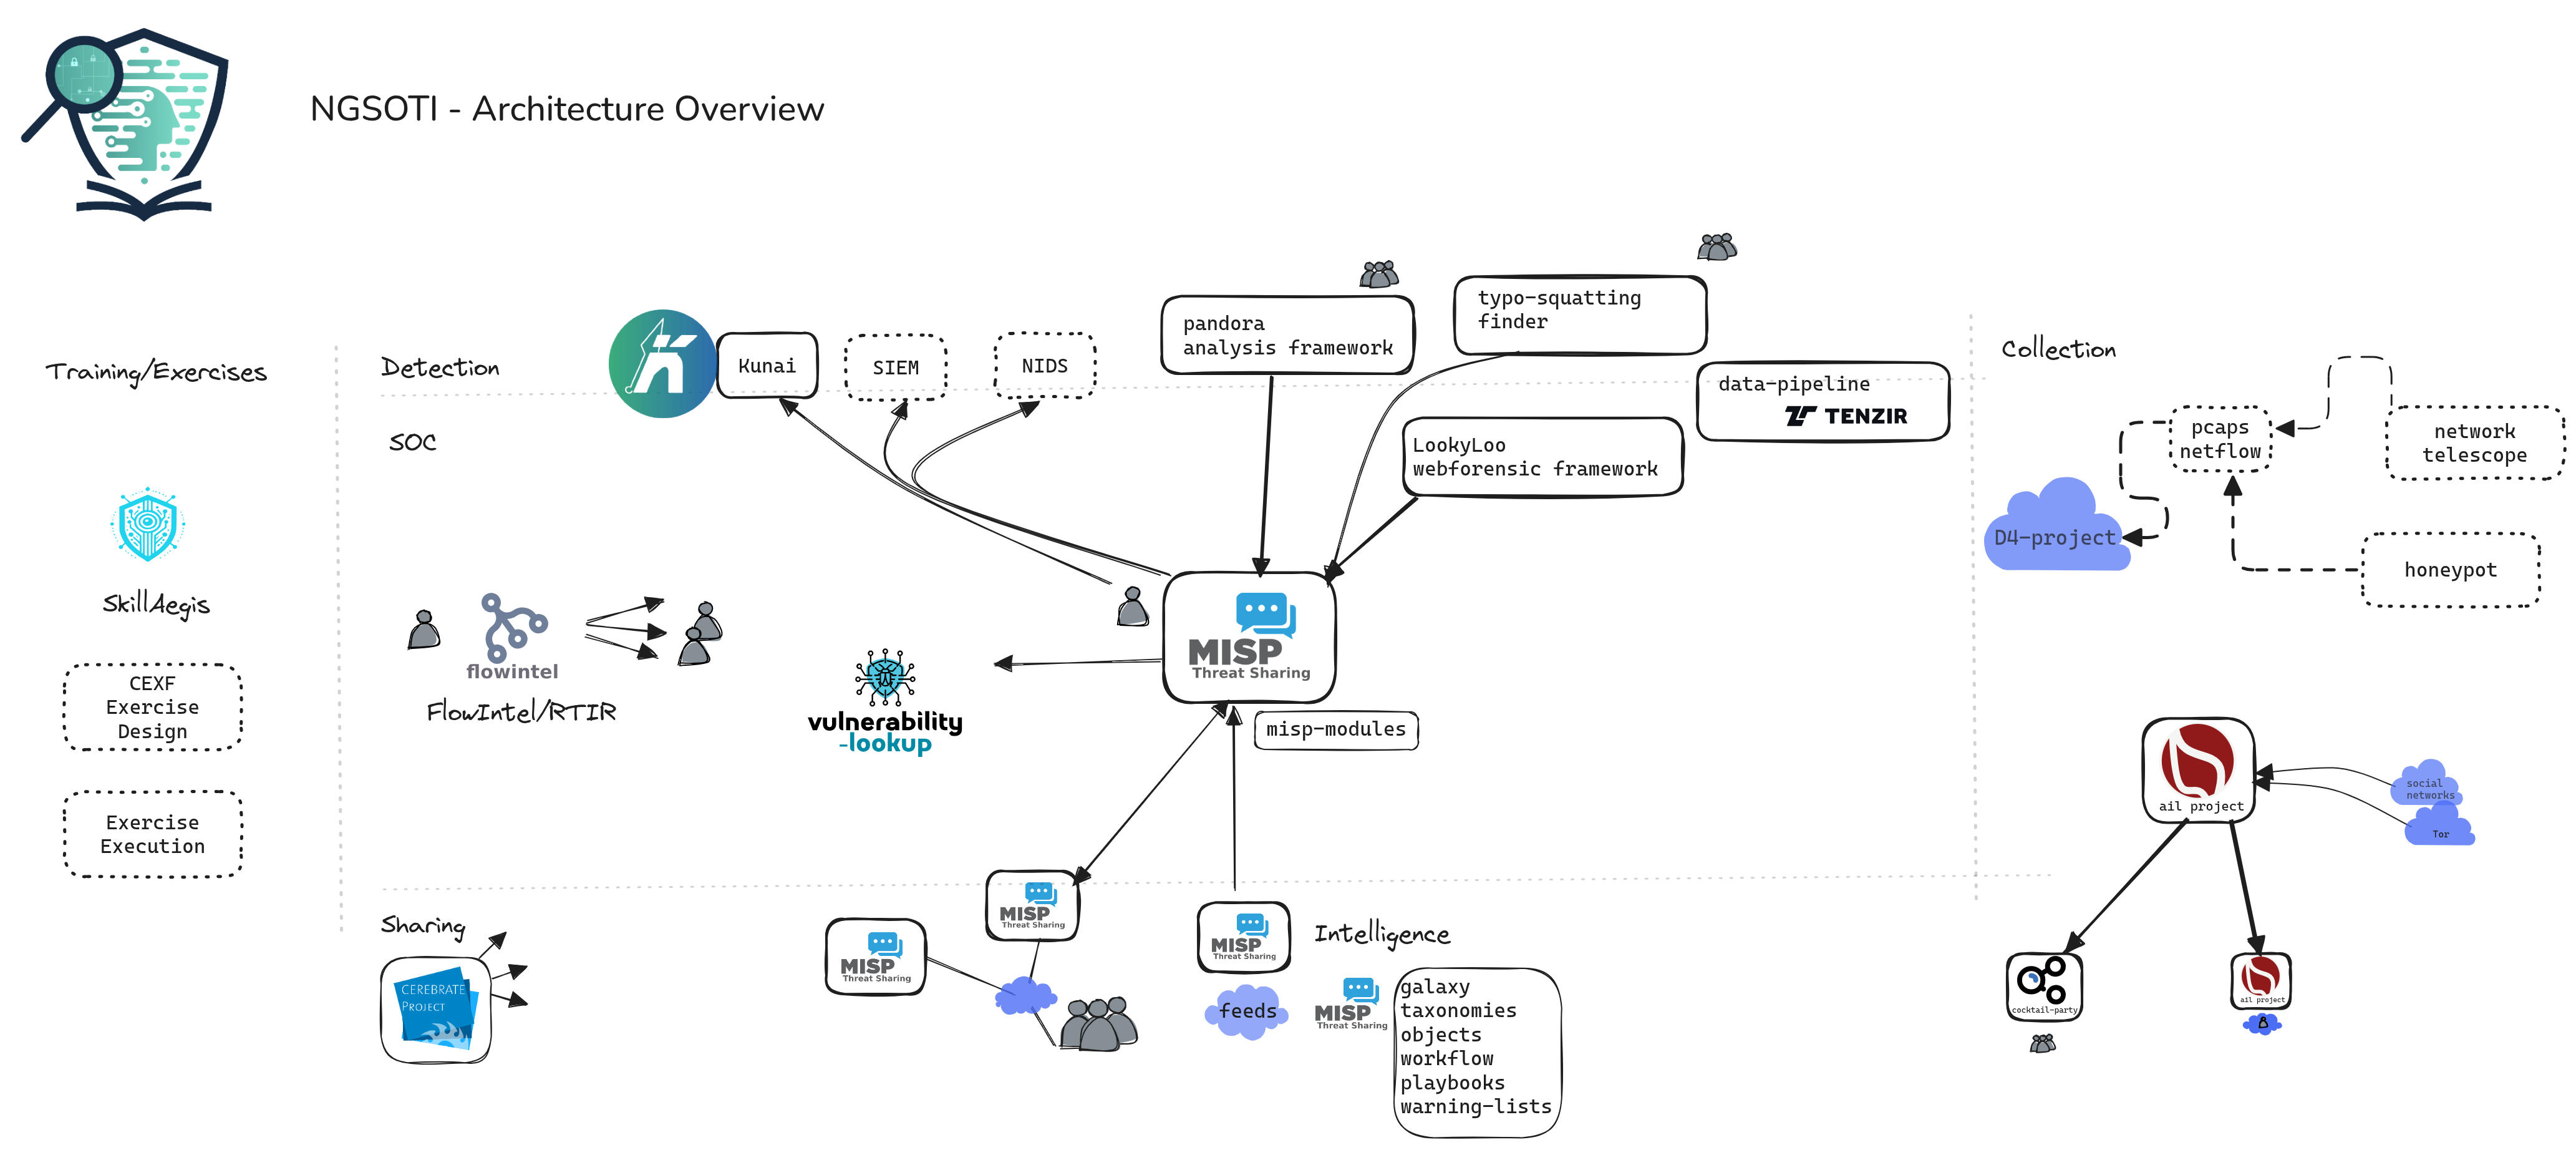 NGSOTI - Architecture Overview
Training/Exercises
SkillAegis
CEXF
Exercise
Design
Exercise
Execution
Detection
Kunai
SIEM
NIDS
pandora
analysis framework
typo-squatting
finder
data-pipeline
TENZIR
LookyLoo
webforensic framework
SOC
flowintel
FlowIntel/RTIR
vulnerability
-lookup
MISP
Threat Sharing
misp-modules
Sharing
CEREBRATE
PROJECT
MISP
Threat Sharing
MISP
Threat Sharing
MISP
Threat Sharing
feeds
Intelligence
MISP
Threat Sharing
galaxy
taxonomies
objects
workflow
playbooks
warning-lists
Collection
pcaps
netflow
network
telescope
D4-project
honeypot
ail project
social
networks
Tor
cocktail-party
ail project